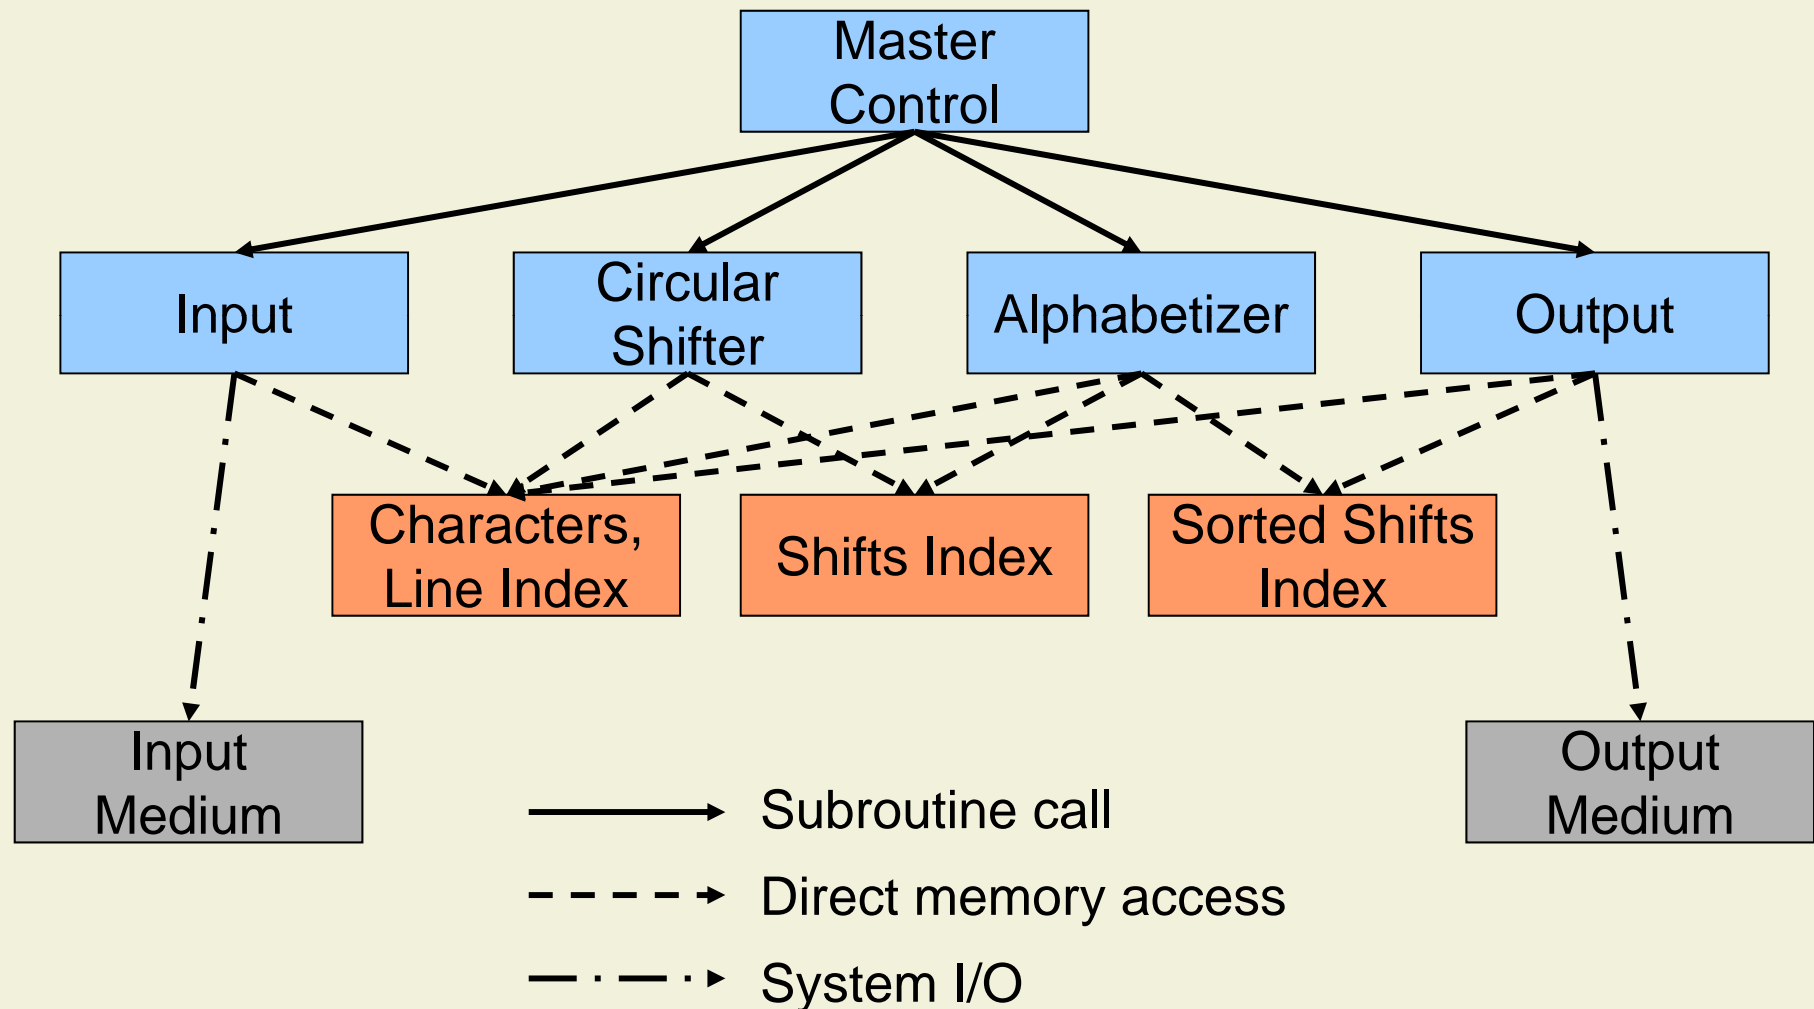 Master
Control
Input
Circular
Shifter
Alphabetizer
Output
Characters,
Line Index
Shifts Index
Sorted Shifts
Index
Input
Medium
Output
Medium
Subroutine call
Direct memory access
System I/O